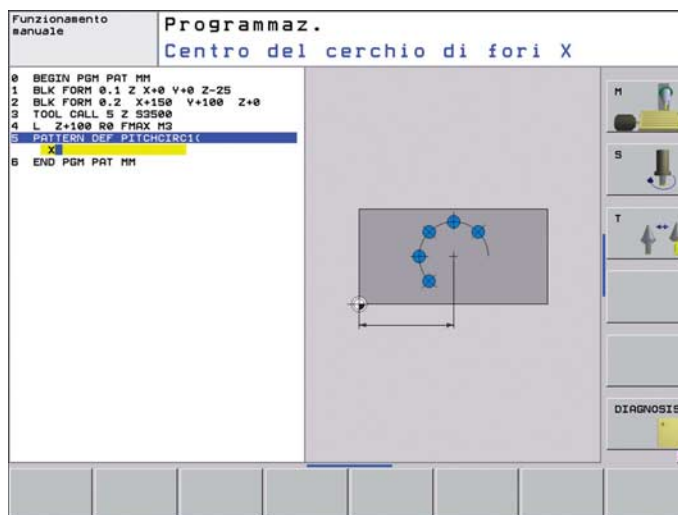 Funzionamento
manuale
Programmaz.
Centro del cerchio di fori X
0 BEGIN PGM PAT MM
1 BLK FORM 0.1 Z X+0 Y+0 Z-25
2 BLK FORM 0.2 X+150 Y+100 Z+0
3 TOOL CALL 5 Z S3500
4 L Z+100 R0 FMAX M3
5 PATTERN DEF PITCHCIRC1(
X
6 END PGM PAT MM
M
S
T
DIAGNOSIS